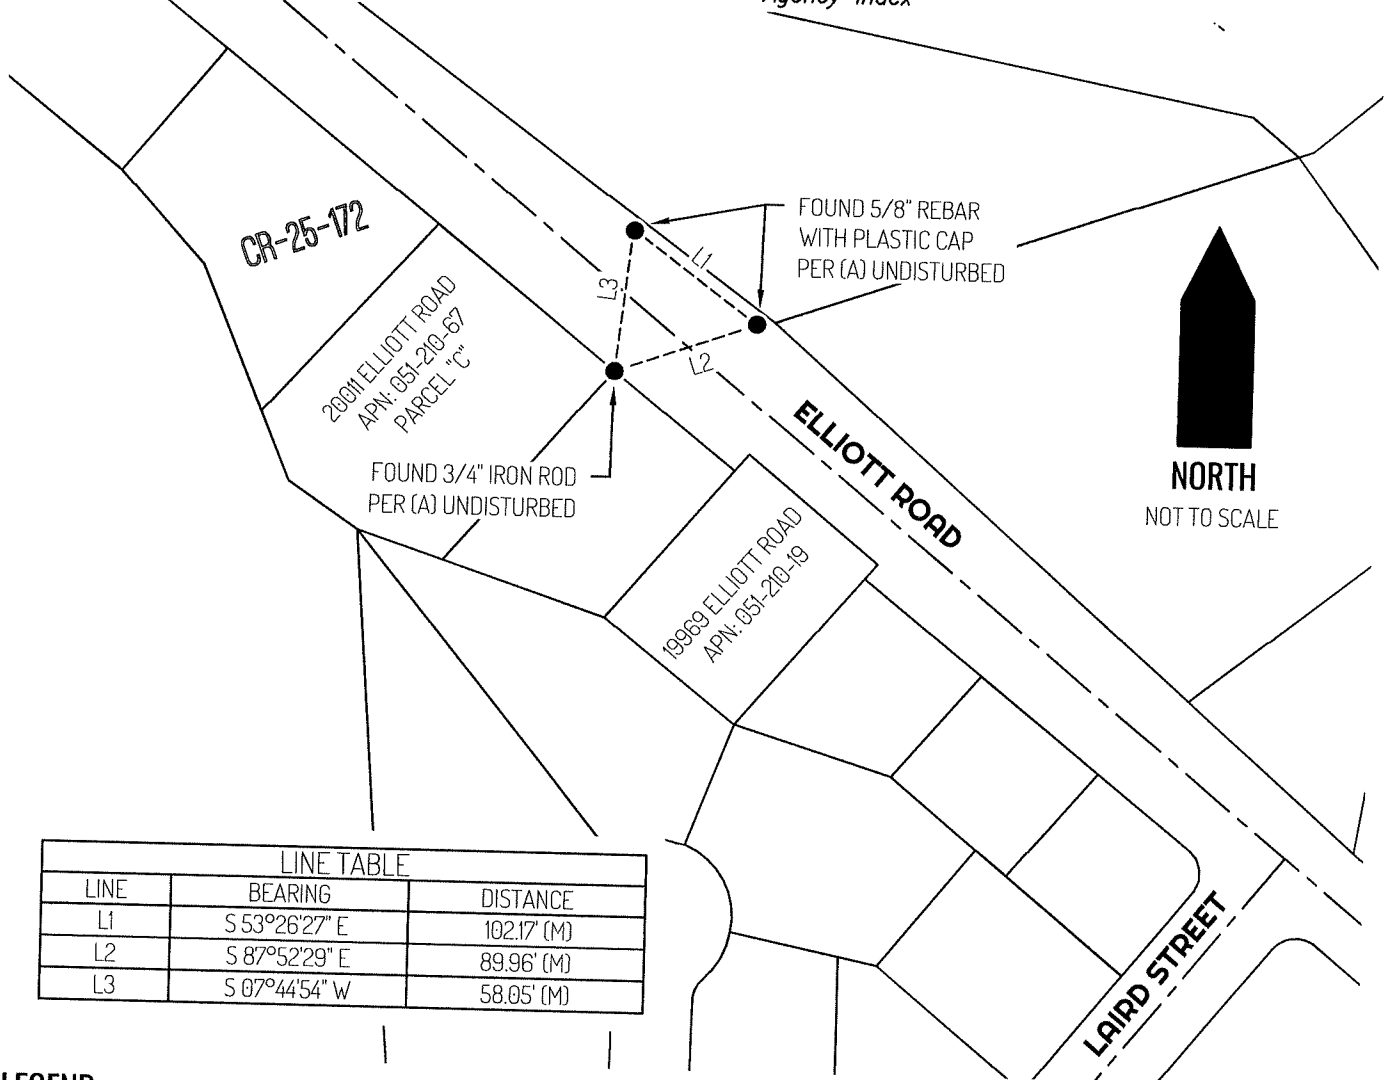 Agency Index
CR-25-172
FOUND 5/8" REBAR
WITH PLASTIC CAP
PER (A) UNDISTURBED
L1
L3
L2
20011 ELLIOTT ROAD
APN: 051-210-67
PARCEL "C"
FOUND 3/4" IRON ROD
PER (A) UNDISTURBED
ELLIOTT ROAD
NORTH
NOT TO SCALE
19969 ELLIOTT ROAD
APN: 051-210-19
LINE TABLE
LINE BEARING DISTANCE
L1 S 53°26'27" E 102.17' (M)
L2 S 87°52'29" E 89.96' (M)
L3 S 07°44'54" W 58.05' (M)
LAIRD STREET
LEGEND